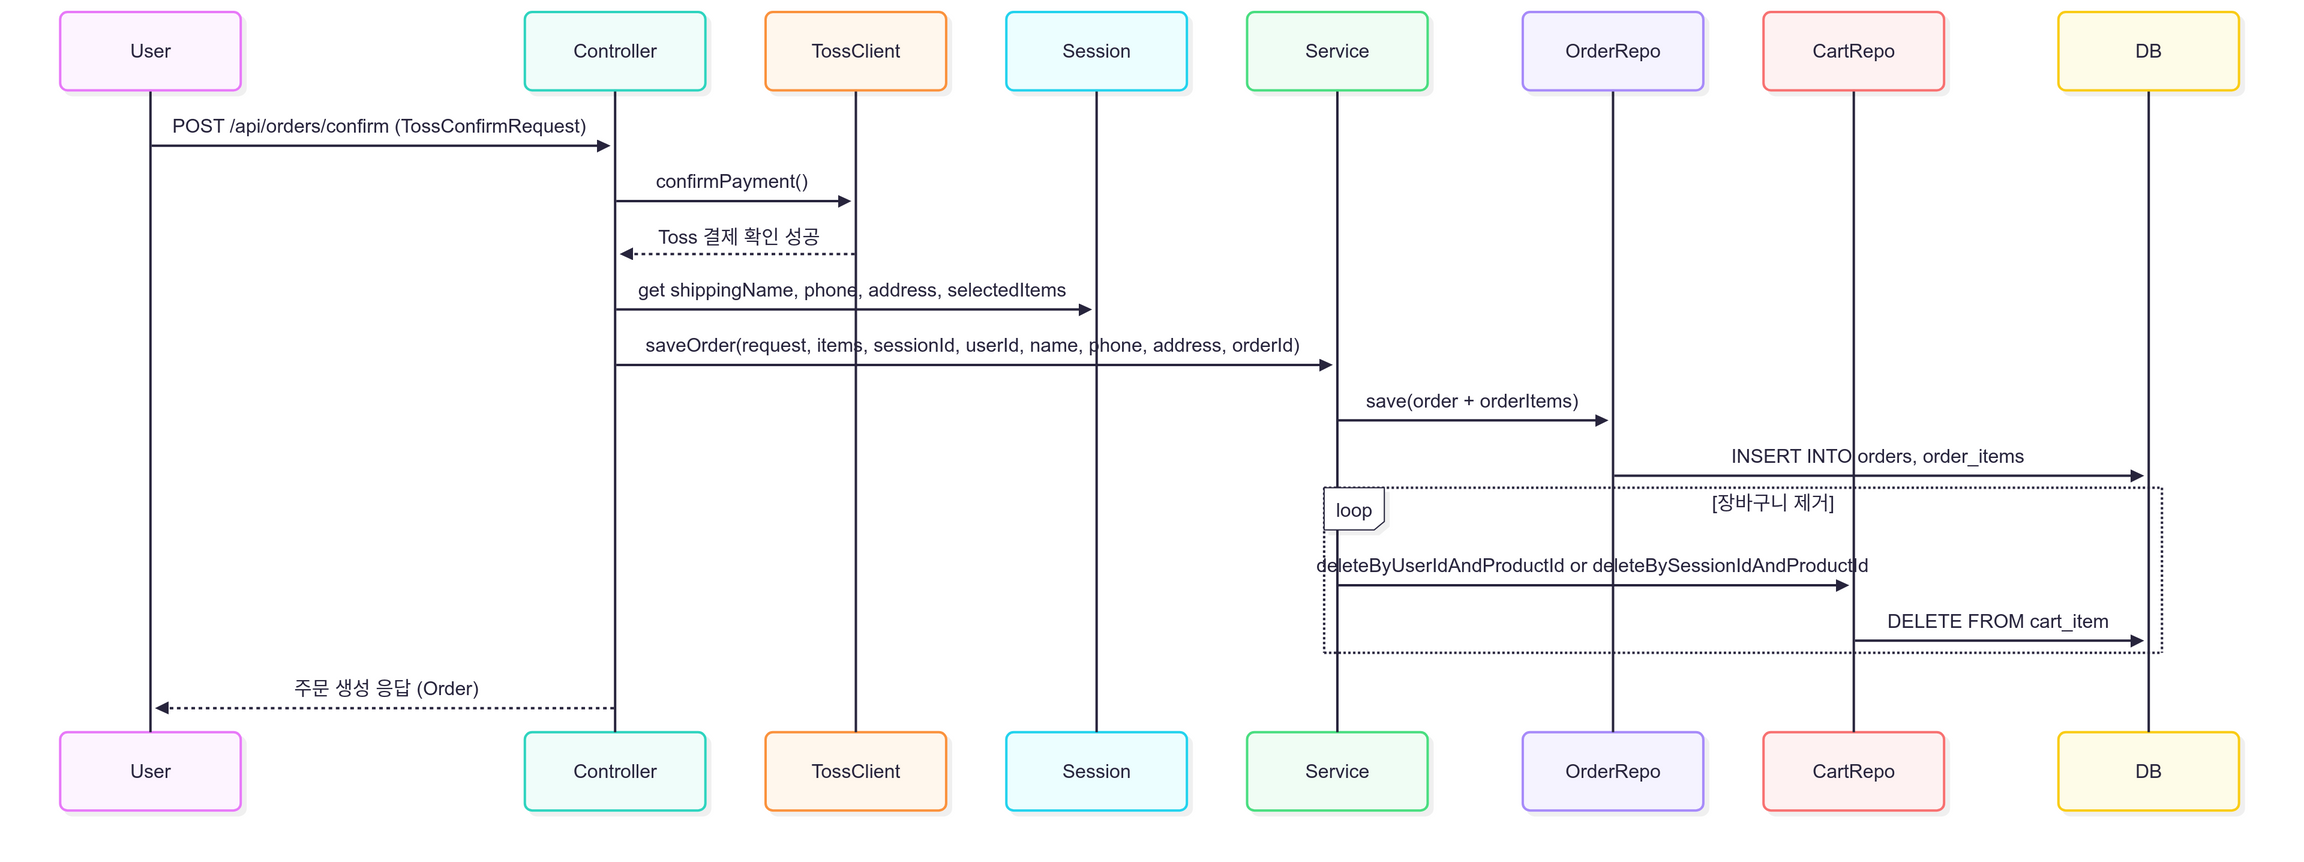 User
Controller
TossClient
Session
Service
OrderRepo
CartRepo
DB
POST /api/orders/confirm (TossConfirmRequest)
confirmPayment()
Toss 결제 확인 성공
get shippingName, phone, address, selectedItems
saveOrder(request, items, sessionId, userId, name, phone, address, orderId)
save(order + orderItems)
INSERT INTO orders, order_items
loop
[장바구니 제거]
deleteByUserIdAndProductId or deleteBySessionIdAndProductId
DELETE FROM cart_item
주문 생성 응답 (Order)
User
Controller
TossClient
Session
Service
OrderRepo
CartRepo
DB